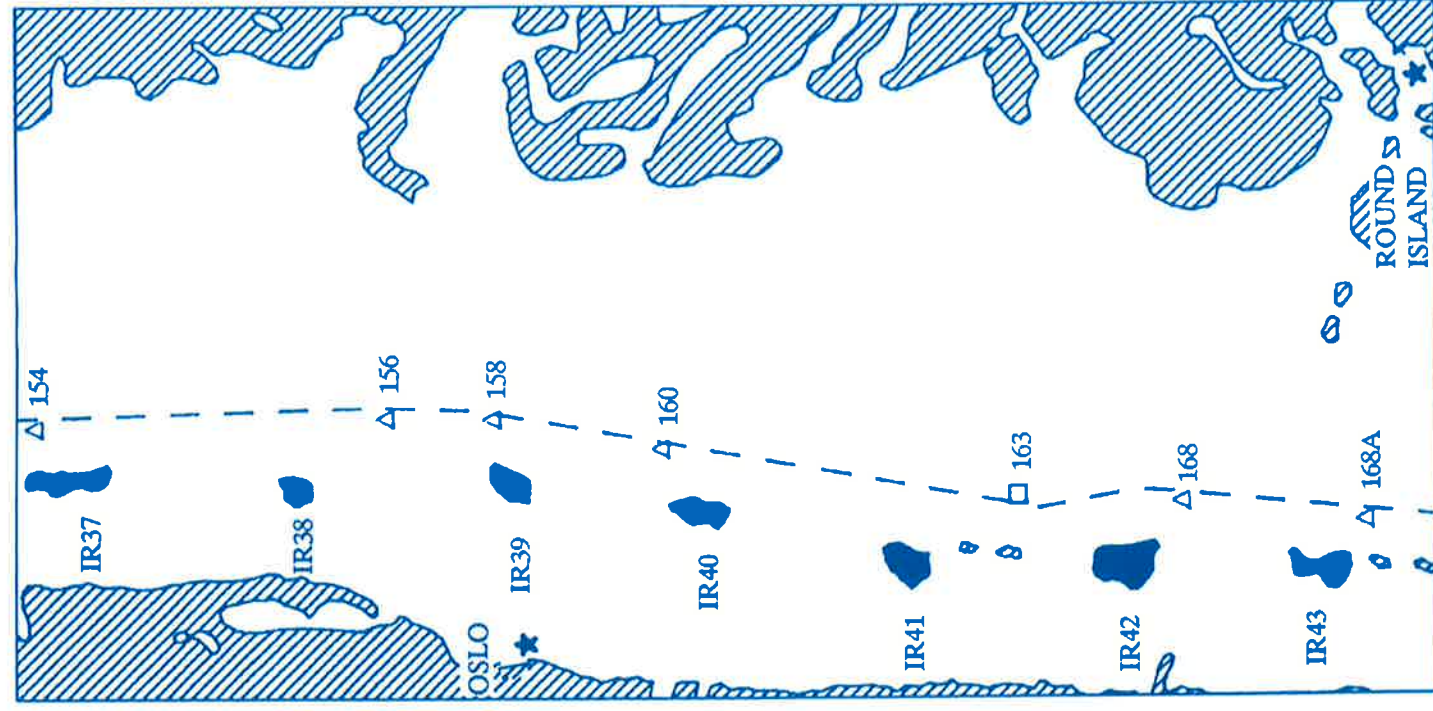 154
IR37
156
IR38
158
OSLO
IR39
160
IR40
163
IR41
168
IR42
ROUND
ISLAND
168A
IR43